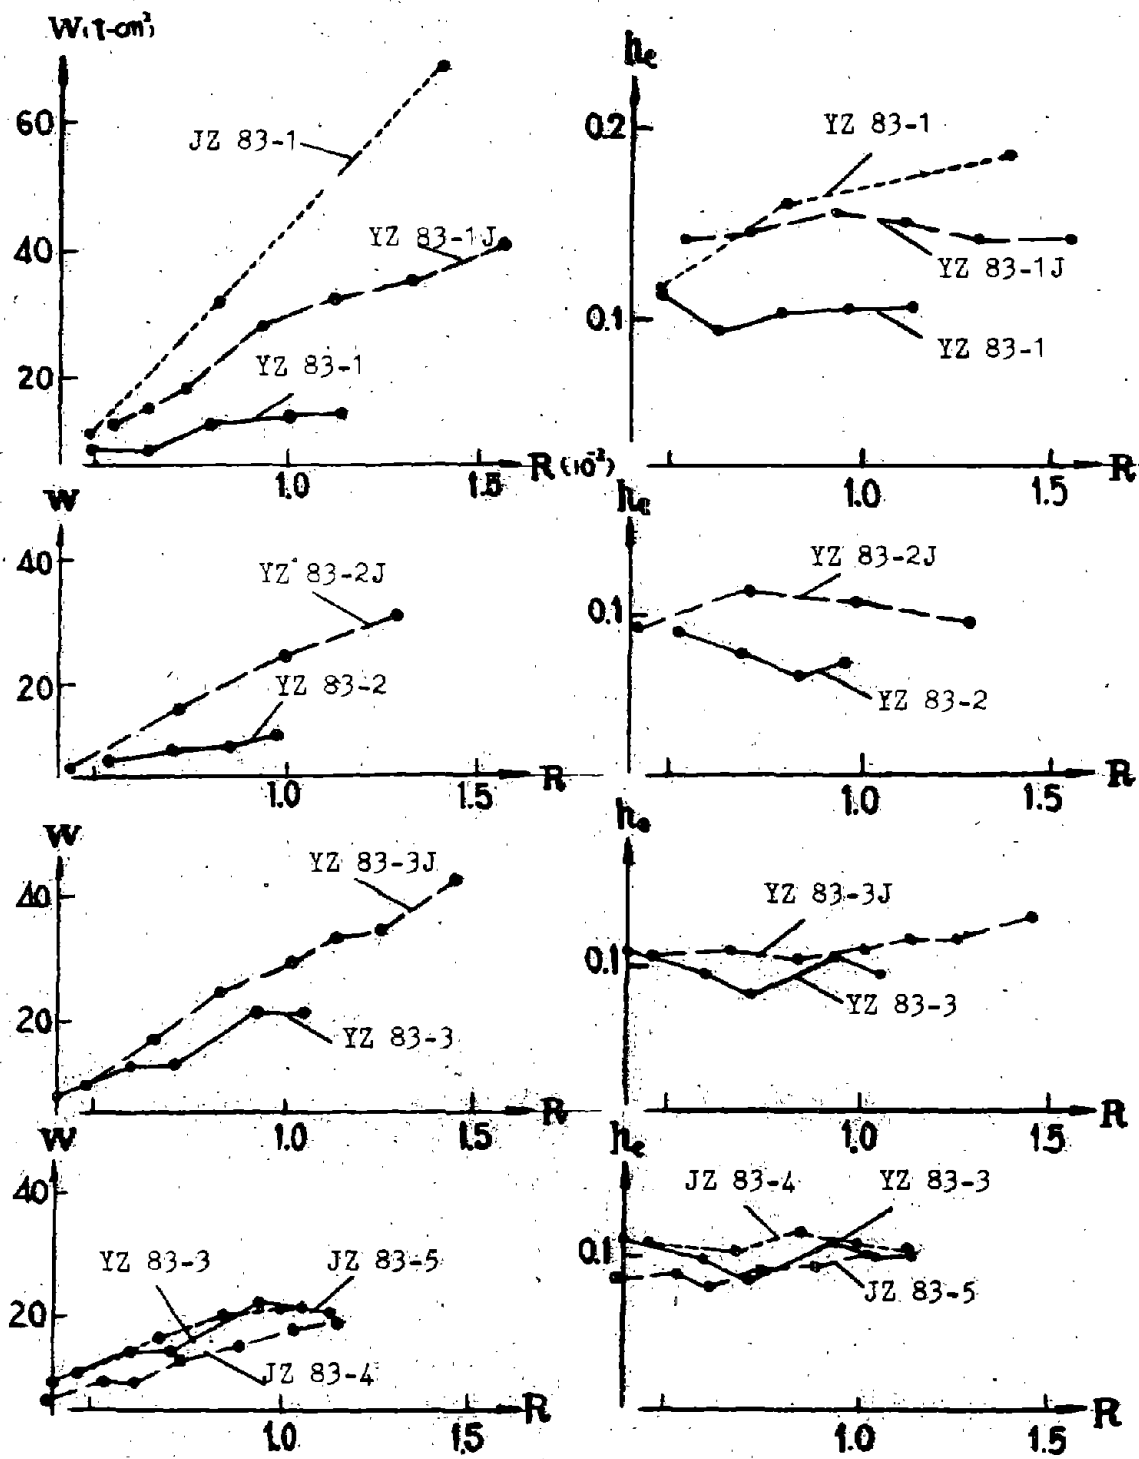 W(t-cm²)
60
40
20
JZ 83-1
YZ 83-1J
YZ 83-1
1.0
1.5
R(10⁻²)
he
0.2
0.1
YZ 83-1
YZ 83-1J
YZ 83-1
1.0
1.5
R
W
40
20
YZ 83-2J
YZ 83-2
1.0
1.5
R
he
0.1
YZ 83-2J
YZ 83-2
1.0
1.5
R
W
40
20
YZ 83-3J
YZ 83-3
1.0
1.5
R
he
0.1
YZ 83-3J
YZ 83-3
1.0
1.5
R
W
40
20
YZ 83-3
JZ 83-5
JZ 83-4
1.0
1.5
R
he
0.1
JZ 83-4
YZ 83-3
JZ 83-5
1.0
1.5
R